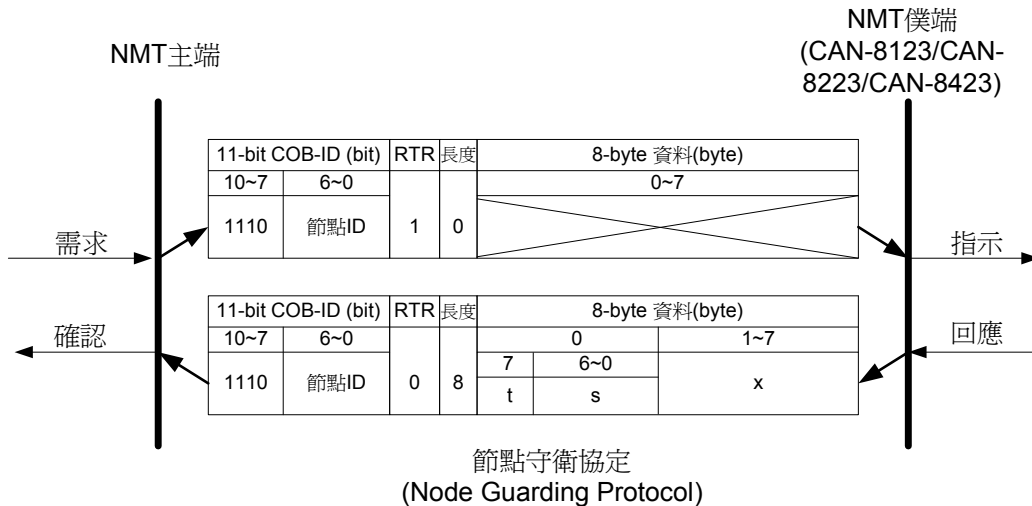 NMT主端
NMT僕端
(CAN-8123/CAN-
8223/CAN-8423)
11-bit COB-ID (bit) RTR 長度 8-byte 資料(byte)
10~7 6~0 0~7
1110 節點ID 1 0
需求
指示
11-bit COB-ID (bit) RTR 長度 8-byte 資料(byte)
10~7 6~0 0 1~7
7 6~0
1110 節點ID 0 8 t s x
確認
回應
節點守衛協定
(Node Guarding Protocol)